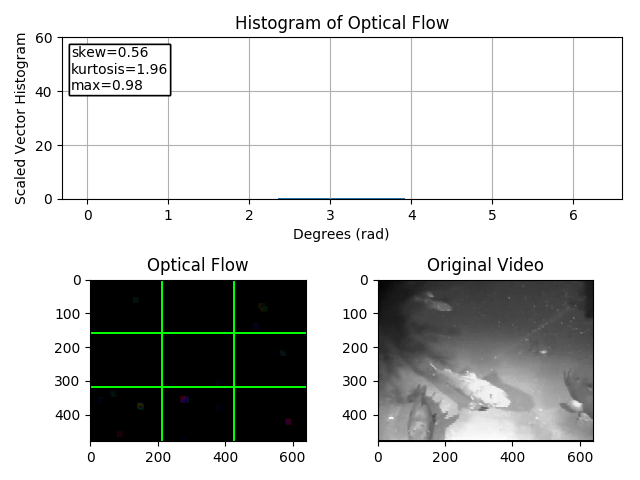 Histogram of Optical Flow
Scaled Vector Histogram
60
40
20
0
skew=0.56
kurtosis=1.96
max=0.98
0 1 2 3 4 5 6
Degrees (rad)
Optical Flow
0
100
200
300
400
0 200 400 600
Original Video
0
100
200
300
400
0 200 400 600